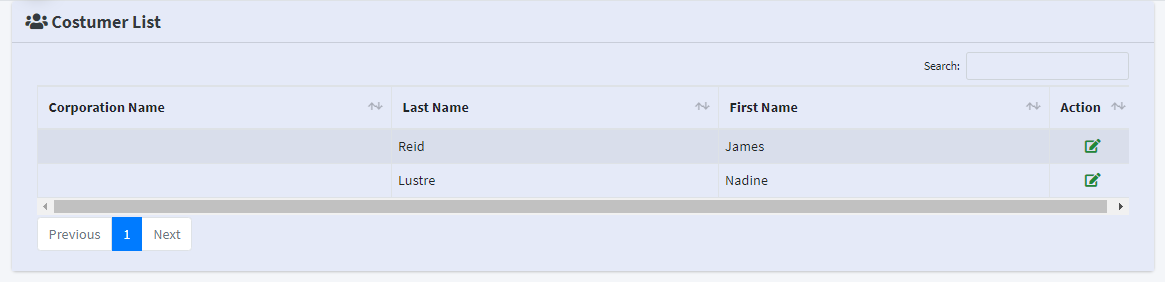 Costumer List
Search:
Corporation Name Last Name First Name Action
Reid James
Lustre Nadine
Previous 1 Next